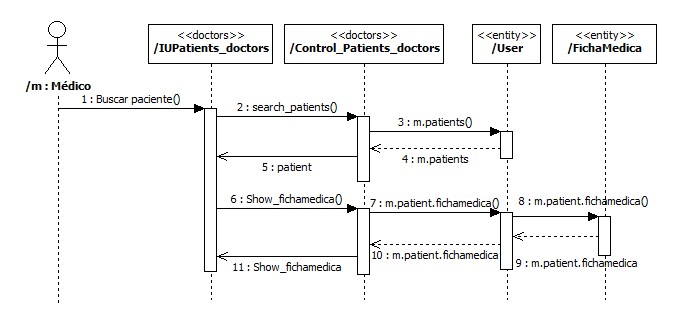 <<doctors>>
/IUPatients_doctors
<<doctors>>
/Control_Patients_doctors
<<entity>>
/User
<<entity>>
/FichaMedica
/m : Médico
1 : Buscar paciente()
2 : search_patients()
3 : m.patients()
4 : m.patients
5 : patient
6 : Show_fichamedica()
7 : m.patient.fichamedica()
8 : m.patient.fichamedica()
9 : m.patient.fichamedica
10 : m.patient.fichamedica
11 : Show_fichamedica